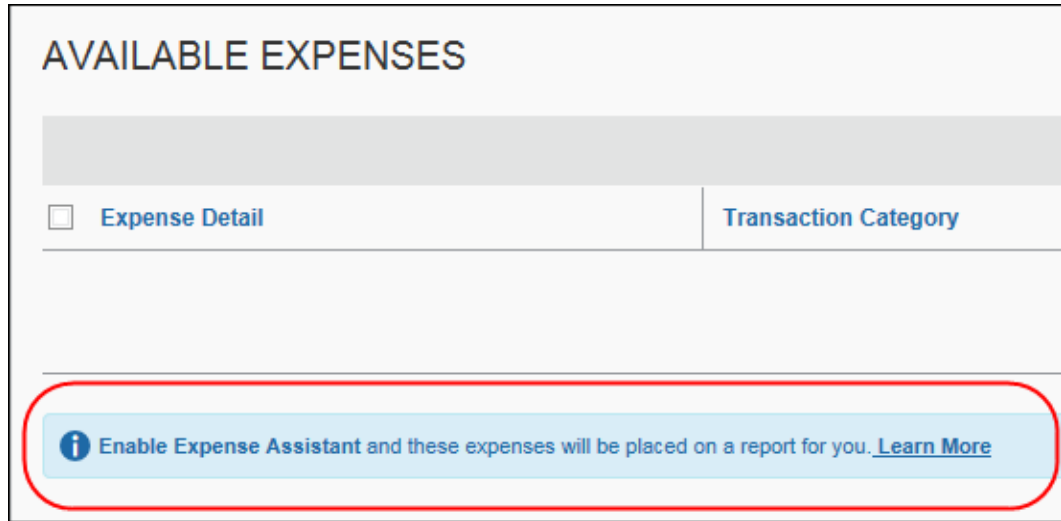 AVAILABLE EXPENSES
Expense Detail Transaction Category
Enable Expense Assistant and these expenses will be placed on a report for you. Learn More